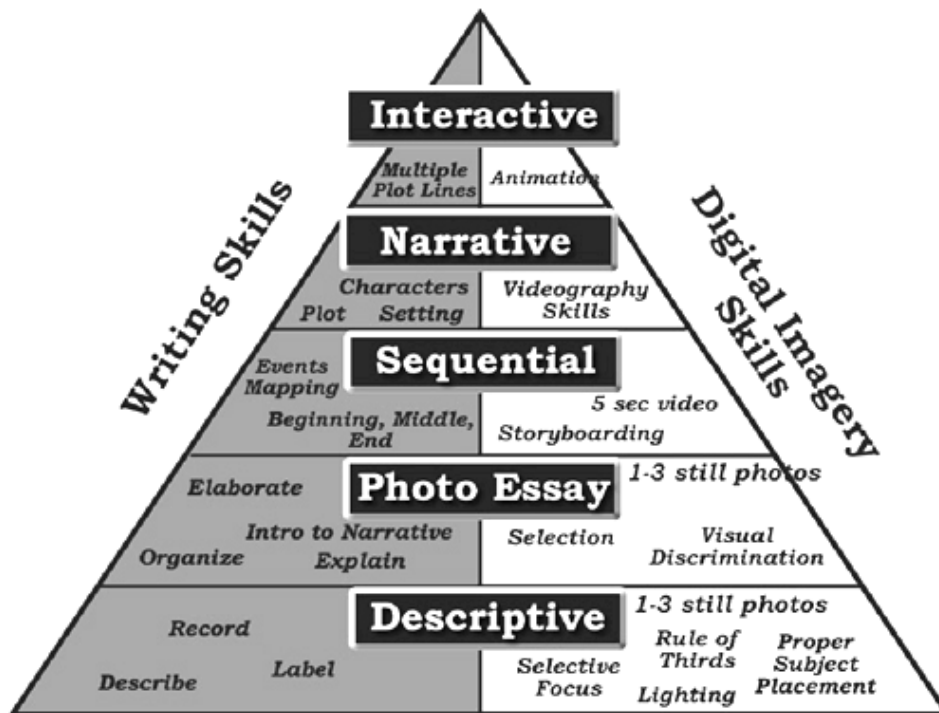 Interactive
Multiple
Plot Lines
Animation
Writing Skills
Digital Imagery
Skills
Narrative
Characters
Plot Setting
Videography
Skills
Sequential
Events
Mapping
Beginning, Middle,
End
5 sec video
Storyboarding
Photo Essay
1-3 still photos
Elaborate
Intro to Narrative
Organize Explain
Selection
Visual
Discrimination
Descriptive
1-3 still photos
Record
Describe
Label
Selective
Focus
Rule of
Thirds
Lighting
Proper
Subject
Placement